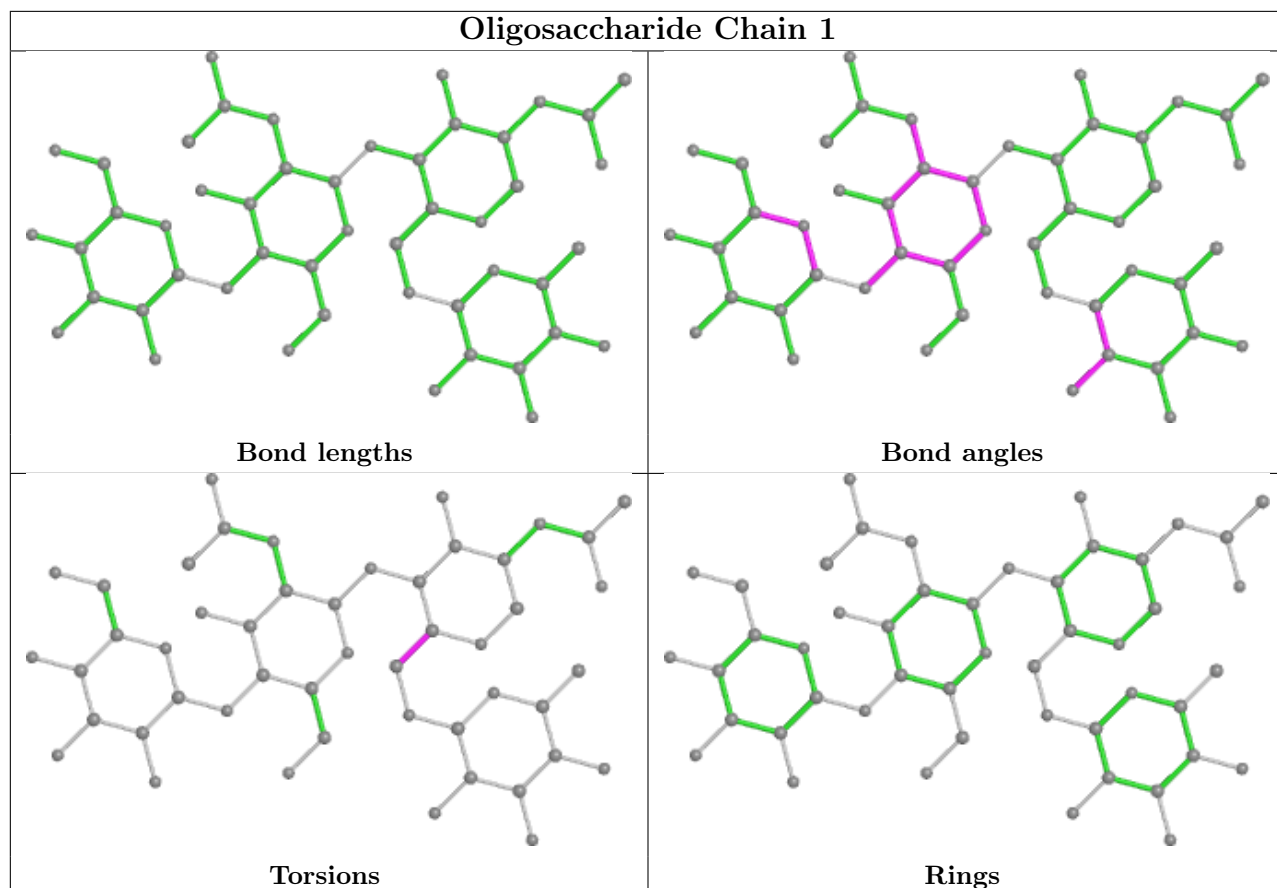 Oligosaccharide Chain 1
Bond lengths
Bond angles
Torsions
Rings